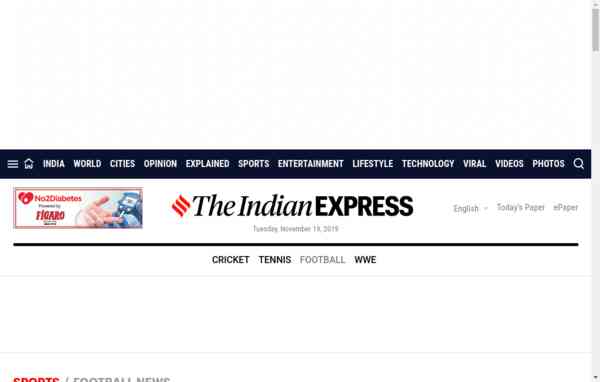 INDIA WORLD CITIES OPINION EXPLAINED SPORTS ENTERTAINMENT LIFESTYLE TECHNOLOGY VIRAL VIDEOS PHOTOS
No2Diabetes
Powered by
FIGARO
The Indian EXPRESS
English Today's Paper ePaper
Tuesday, November 19, 2019
CRICKET TENNIS FOOTBALL WWE
SPORTS / FOOTBALL NEWS